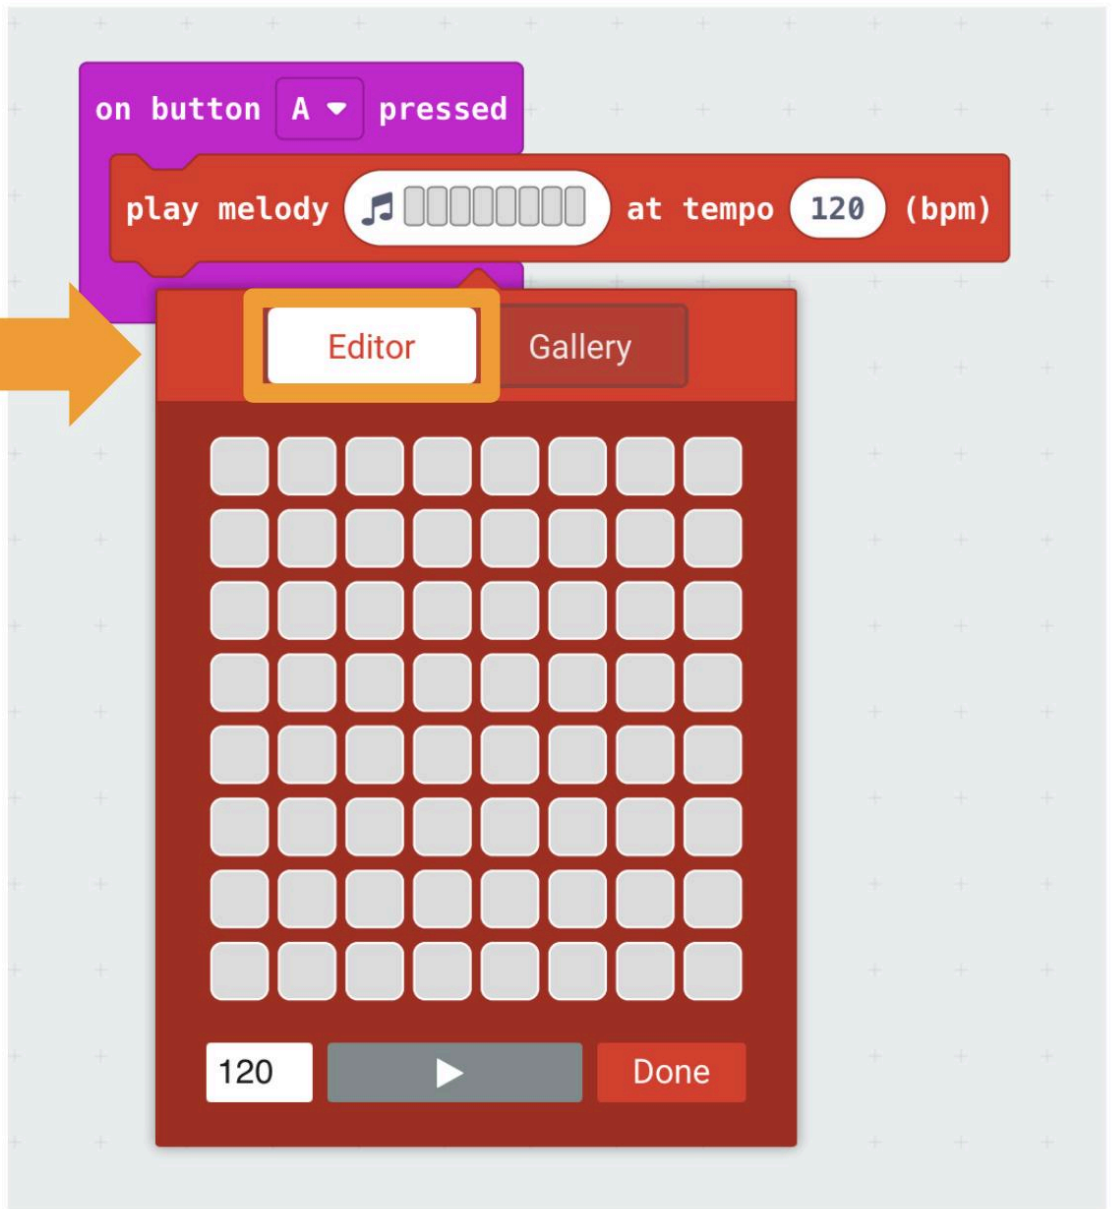 on button A pressed
play melody at tempo 120 (bpm)
Editor Gallery
120 Done